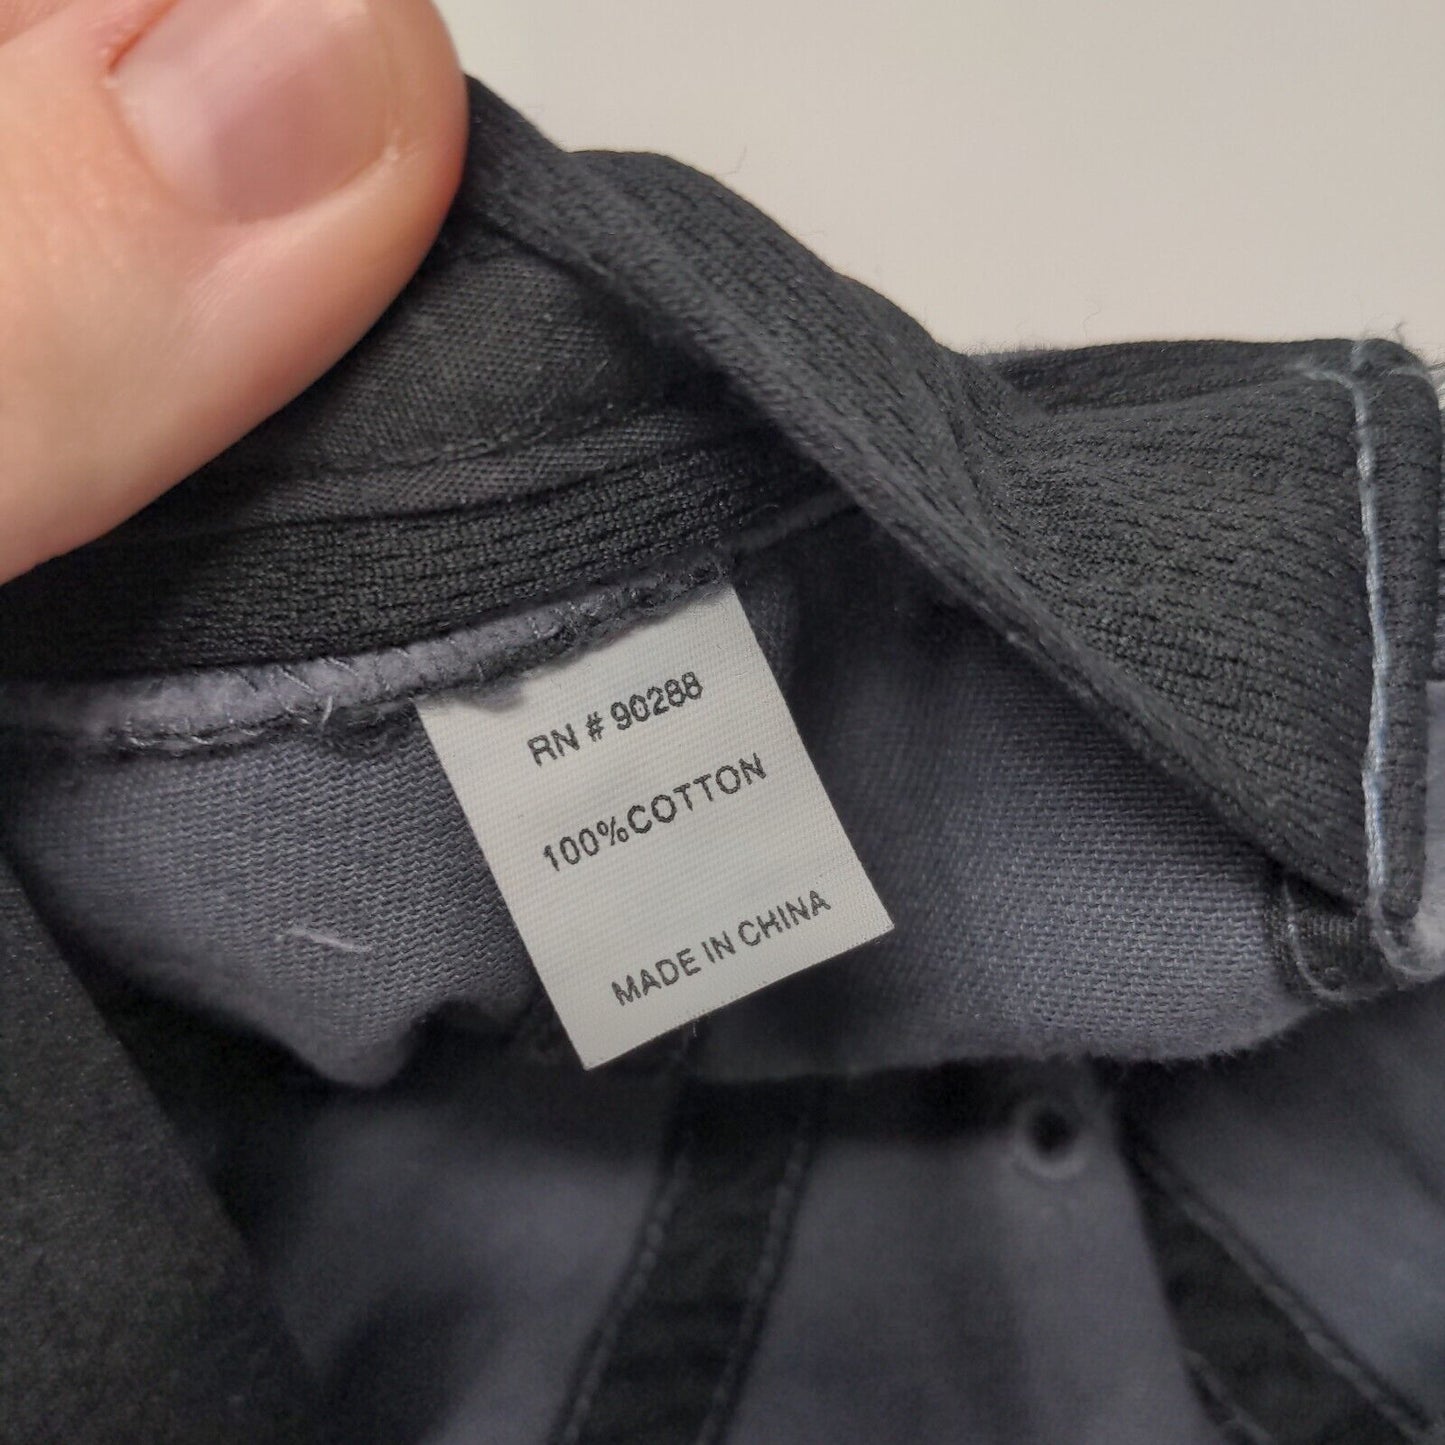 RN # 90288
100%COTTON
MADE IN CHINA